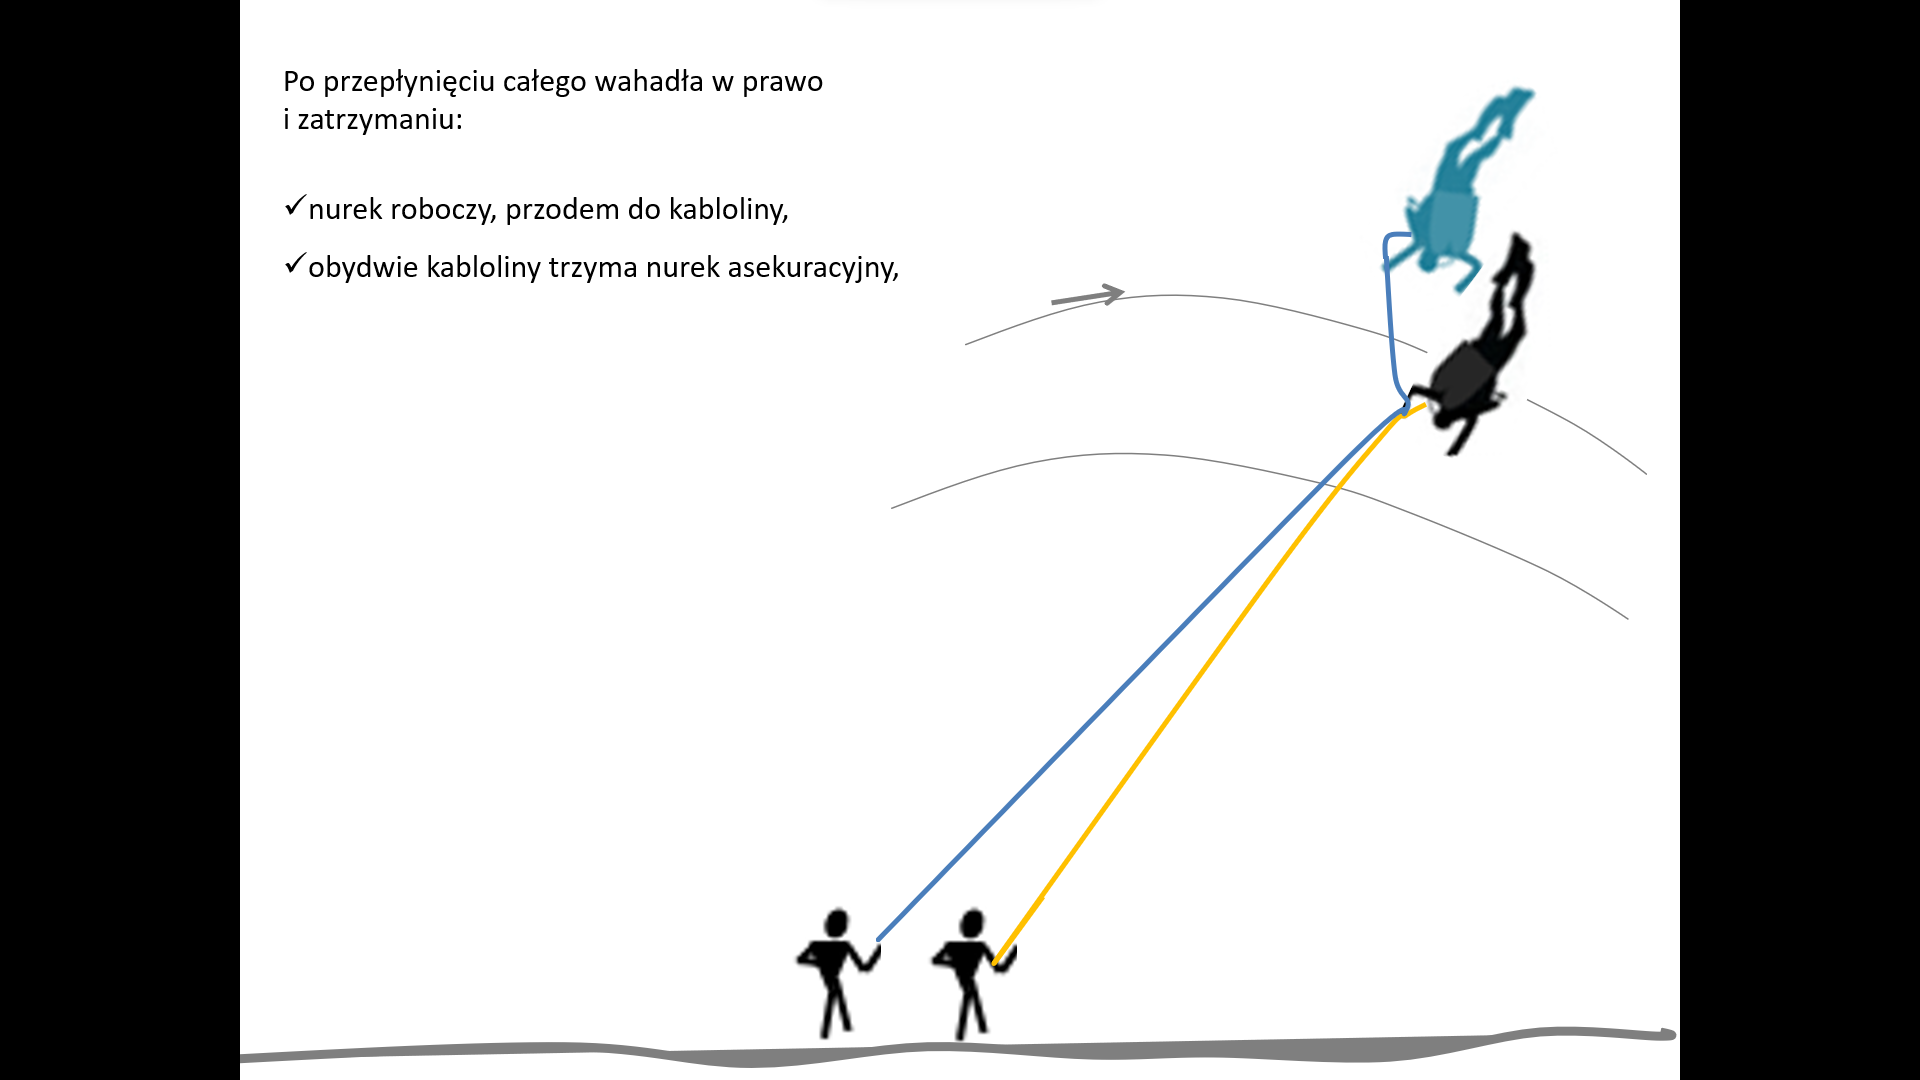 Po przepłynięciu całego wahadła w prawo
i zatrzymaniu:
✓nurek roboczy, przodem do kabloliny,
✓obydwie kabloliny trzyma nurek asekuracyjny,